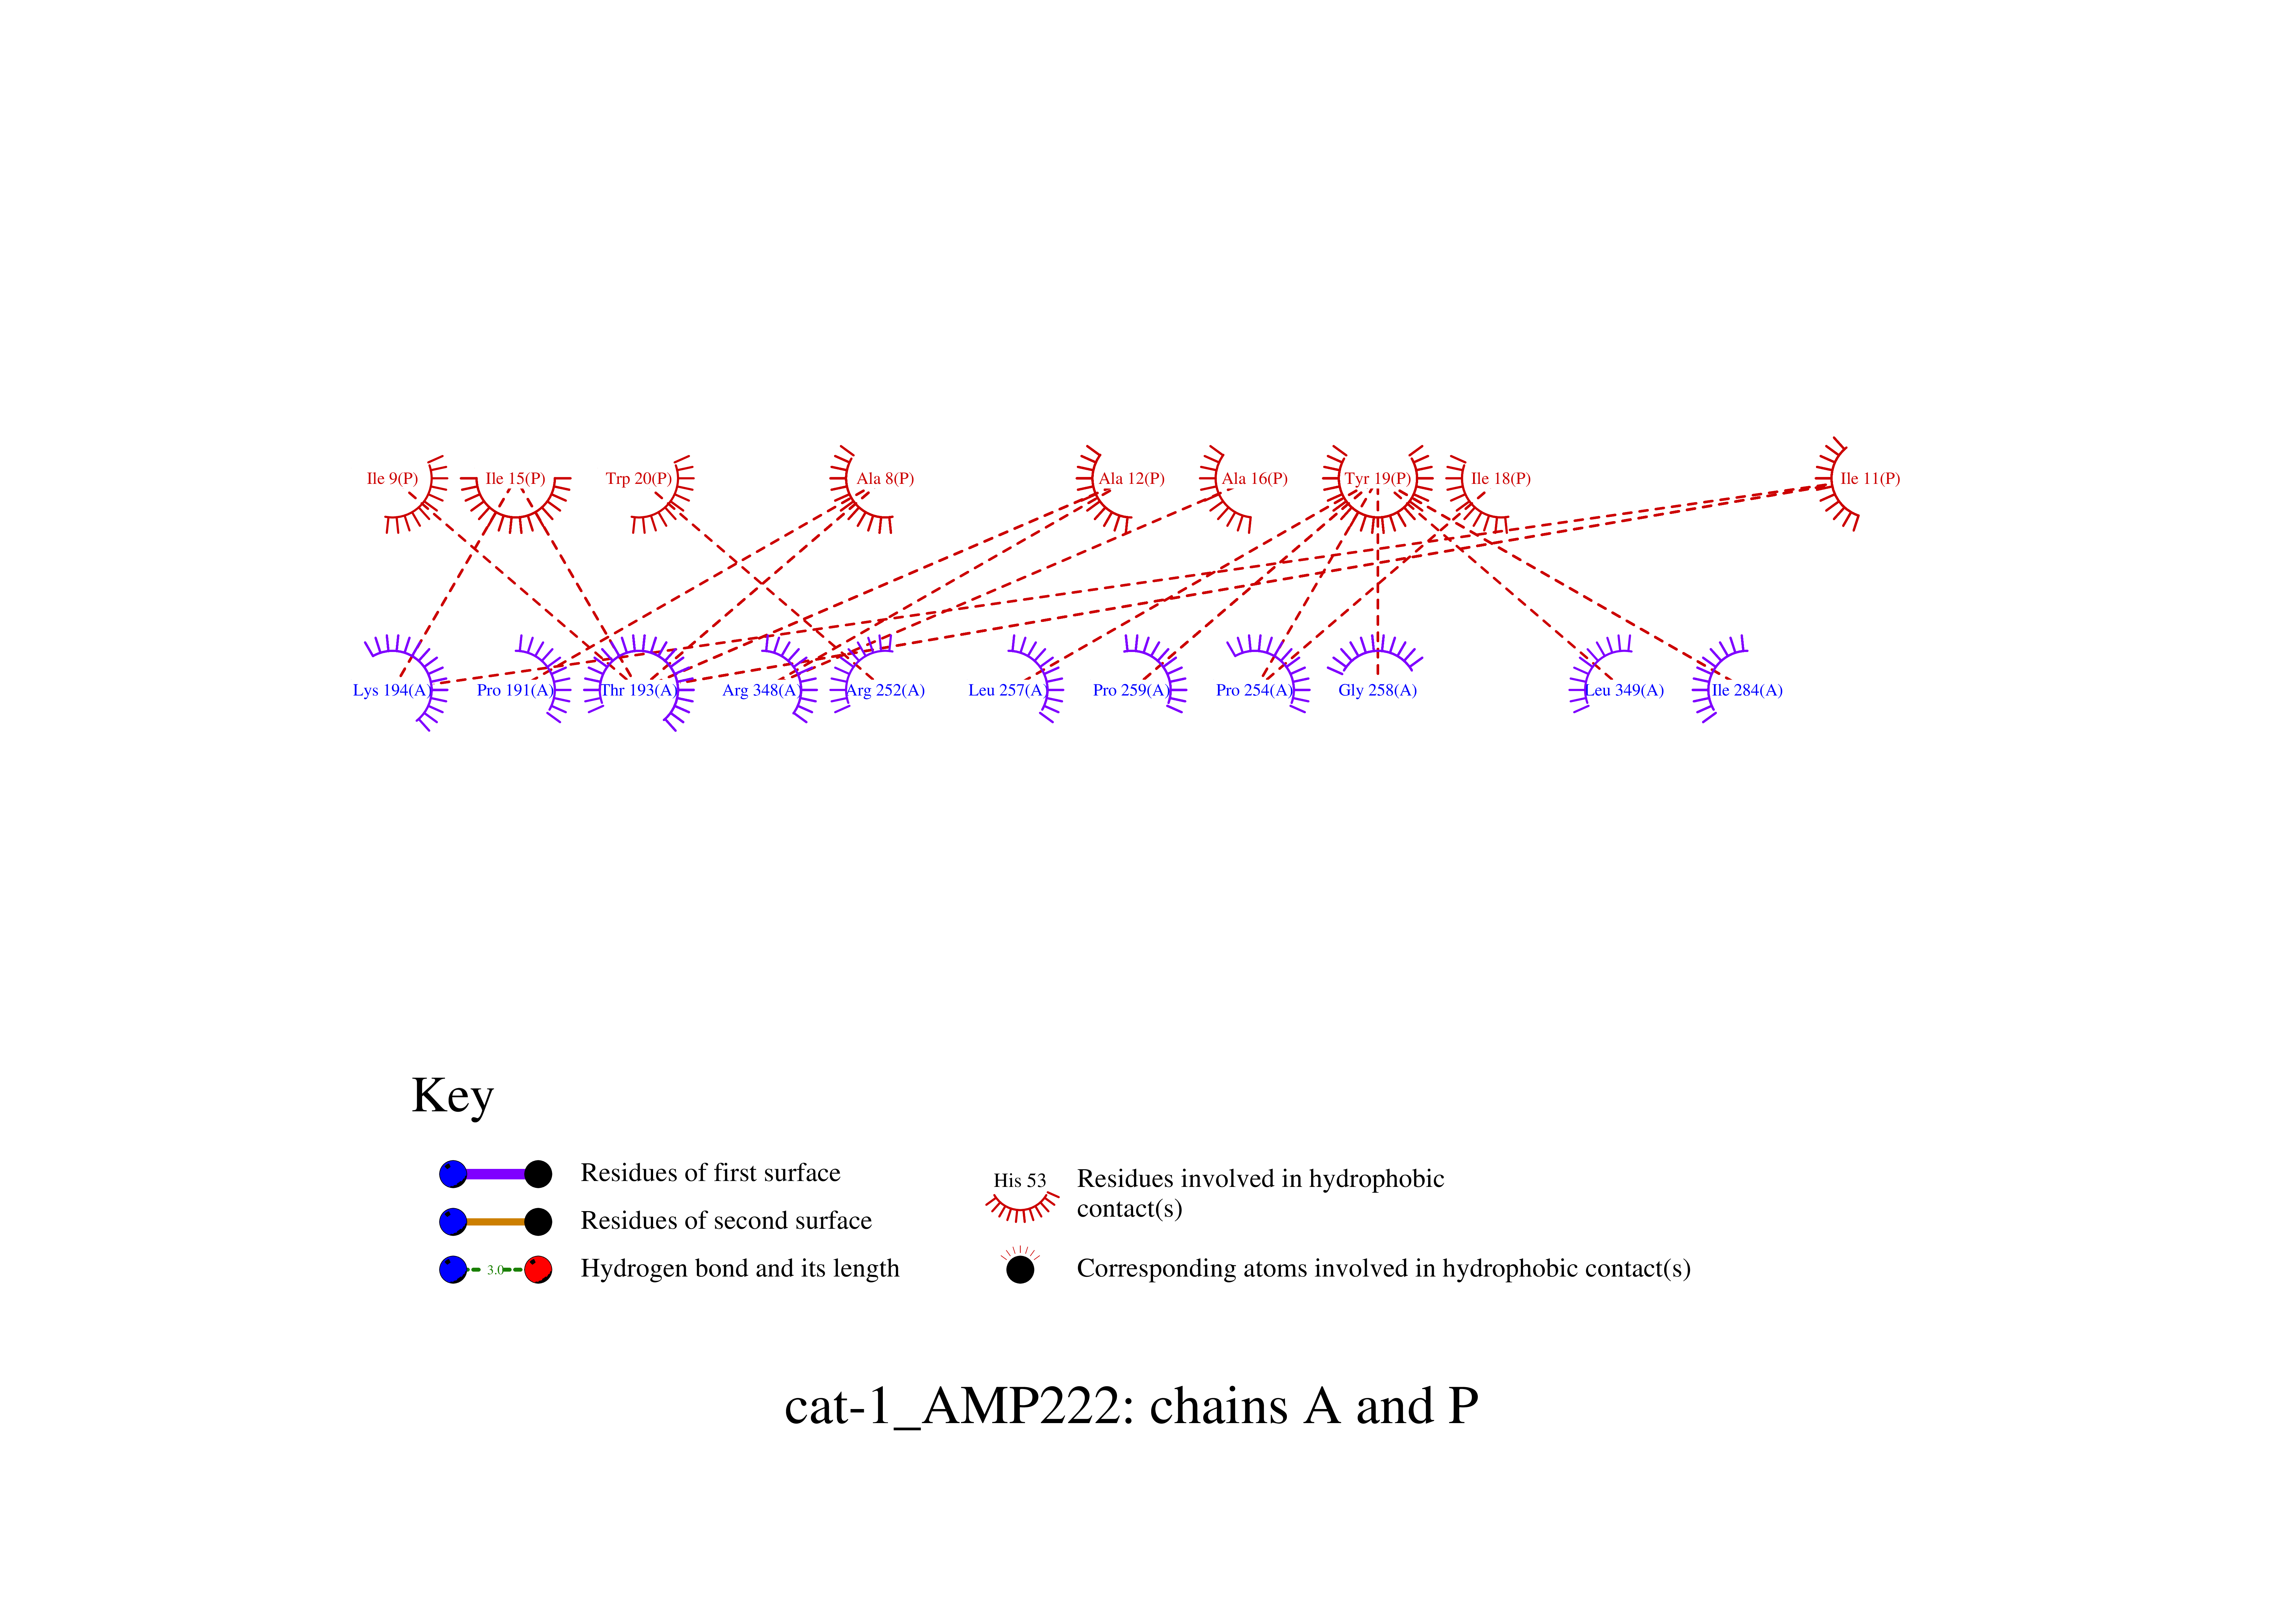 Ile 9(P) Ile 15(P) Trp 20(P) Ala 8(P) Ala 12(P) Ala 16(P) Tyr 19(P) Ile 18(P) Ile 11(P)
Lys 194(A) Pro 191(A) Thr 193(A) Arg 348(A) Arg 252(A) Leu 257(A) Pro 259(A) Pro 254(A) Gly 258(A) Leu 349(A) Ile 284(A)
Key
Residues of first surface
Residues of second surface
3.0 Hydrogen bond and its length
His 53 Residues involved in hydrophobic
contact(s)
Corresponding atoms involved in hydrophobic contact(s)
cat-1_AMP222: chains A and P